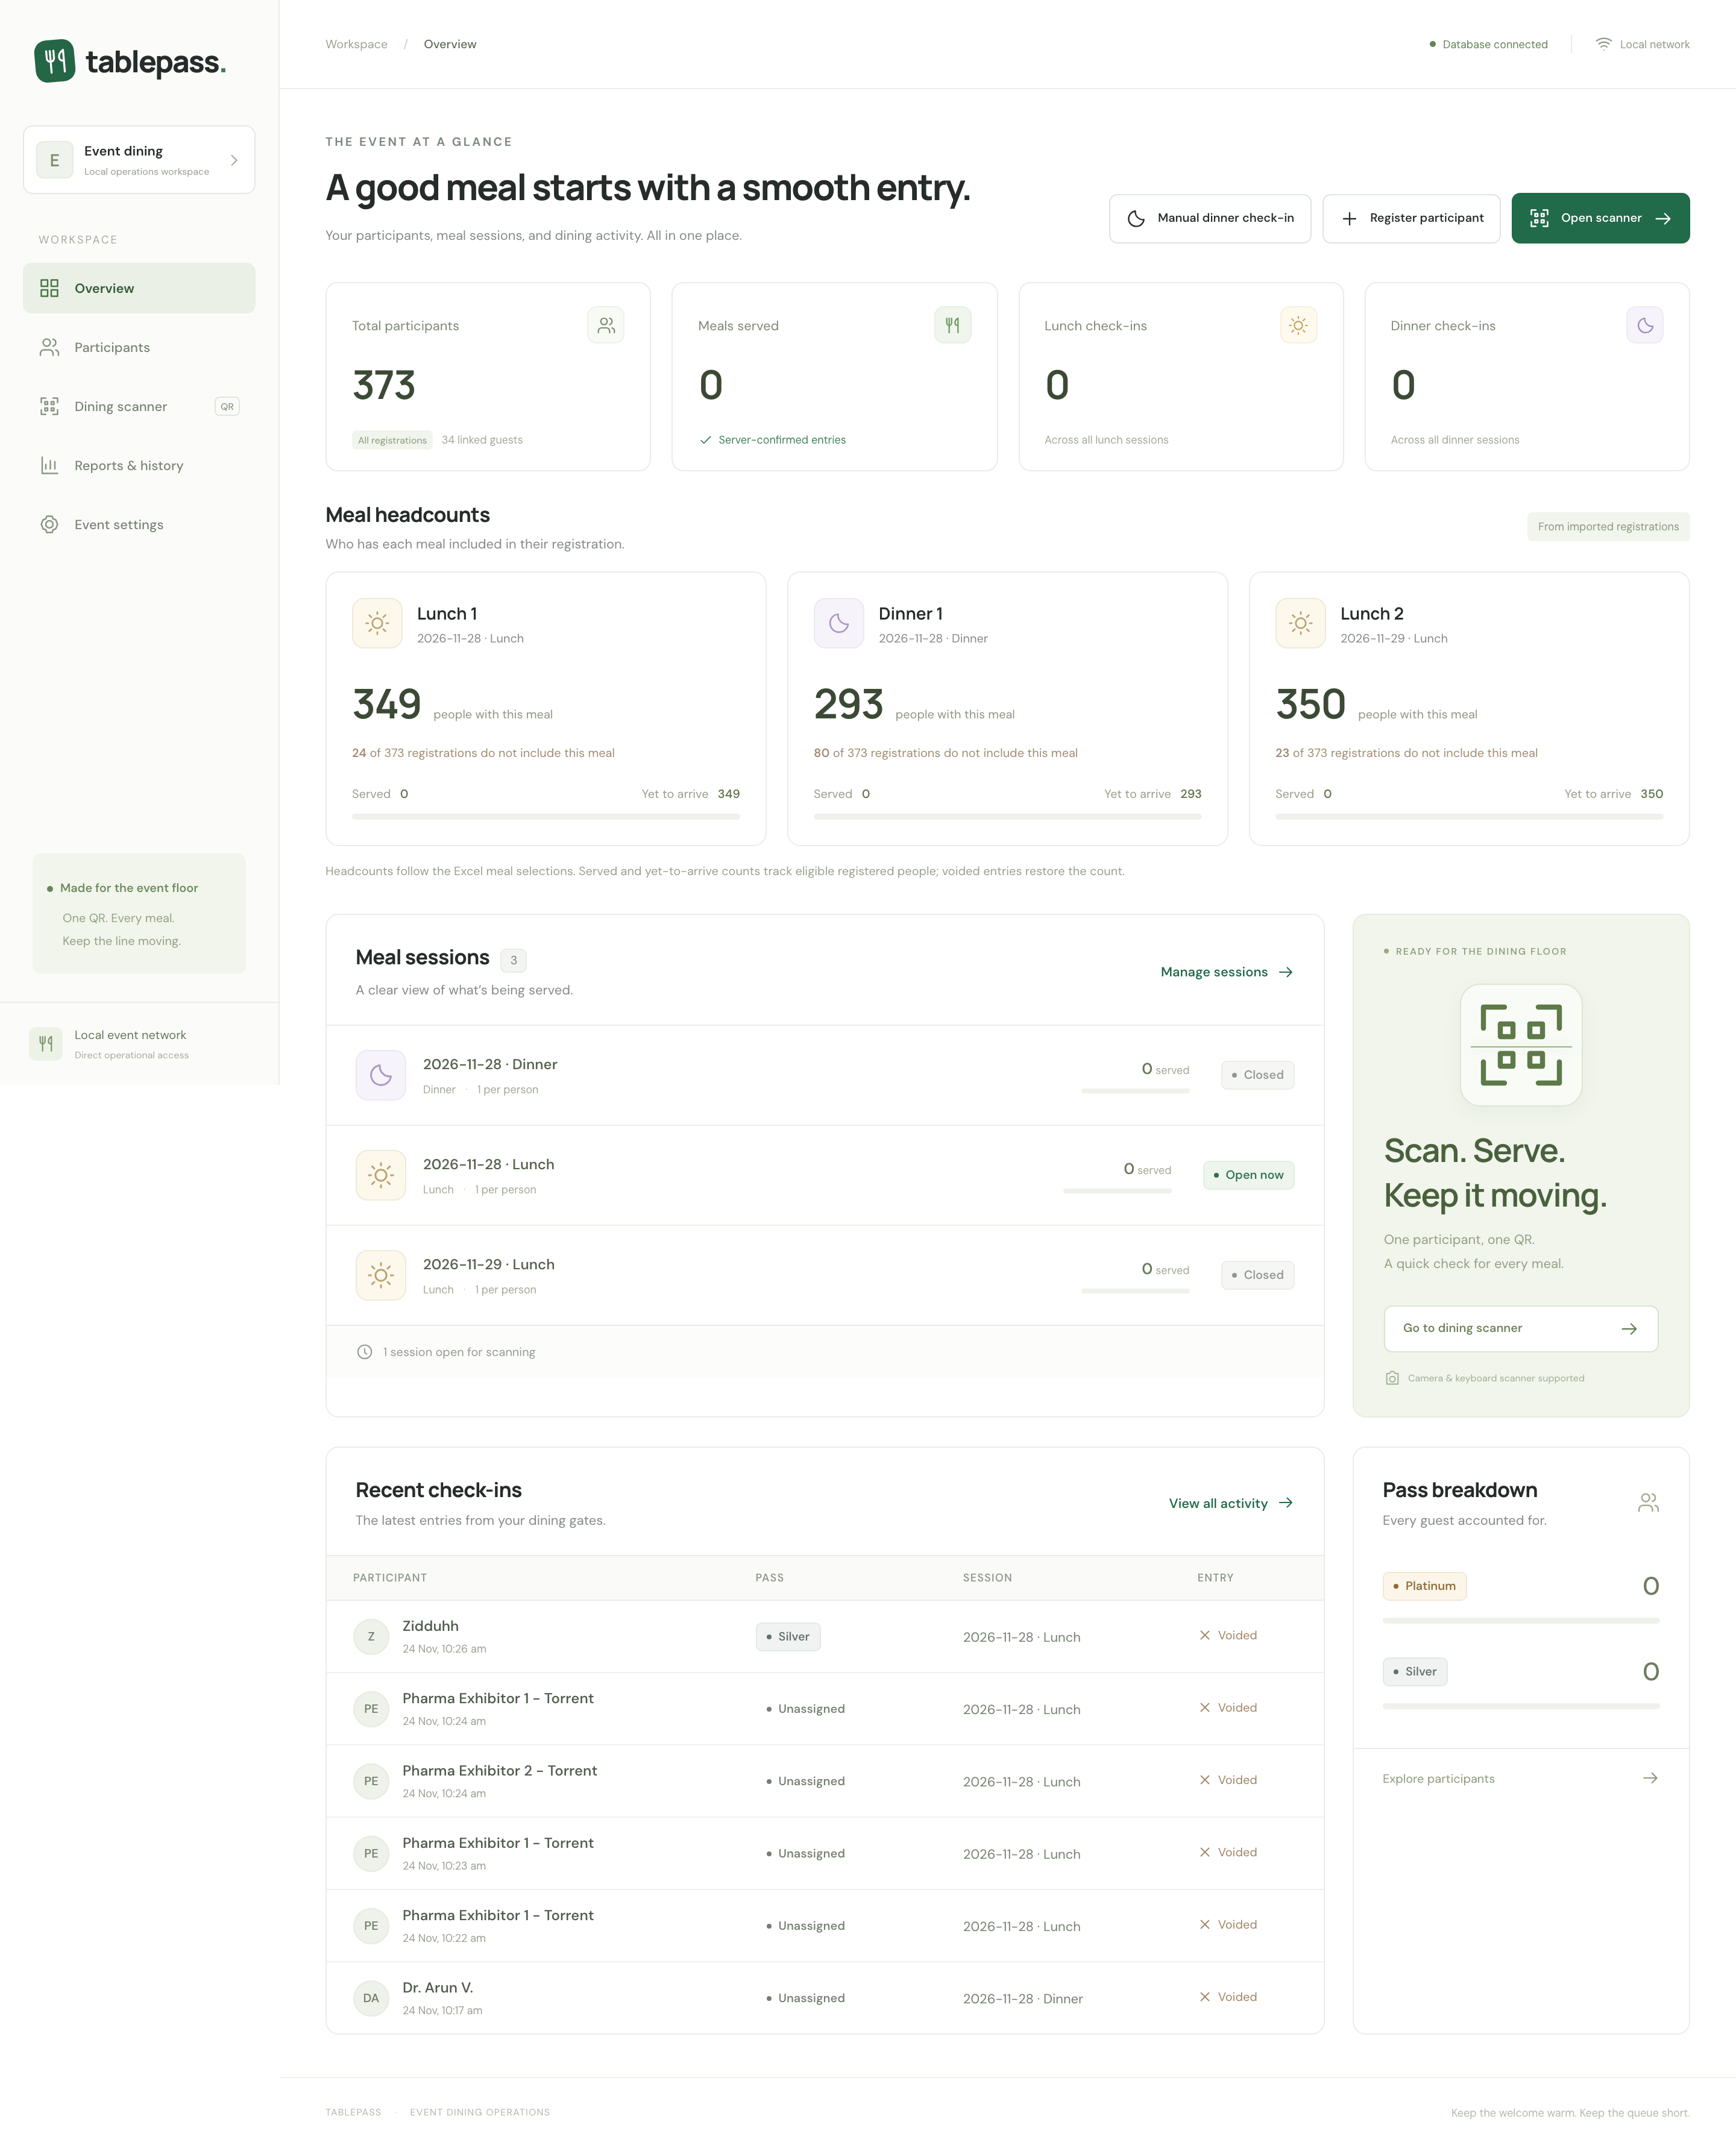 tablepass.
E
Event dining
Local operations workspace
WORKSPACE
Overview
Participants
Dining scanner QR
Reports & history
Event settings
Made for the event floor
One QR. Every meal.
Keep the line moving.
Local event network
Direct operational access
Workspace / Overview
Database connected
Local network
THE EVENT AT A GLANCE
A good meal starts with a smooth entry.
Your participants, meal sessions, and dining activity. All in one place.
Manual dinner check-in
Register participant
Open scanner
Total participants
373
All registrations 34 linked guests
Meals served
0
Server-confirmed entries
Lunch check-ins
0
Across all lunch sessions
Dinner check-ins
0
Across all dinner sessions
Meal headcounts
Who has each meal included in their registration.
From imported registrations
Lunch 1
2026-11-28 · Lunch
349 people with this meal
24 of 373 registrations do not include this meal
Served 0 Yet to arrive 349
Dinner 1
2026-11-28 · Dinner
293 people with this meal
80 of 373 registrations do not include this meal
Served 0 Yet to arrive 293
Lunch 2
2026-11-29 · Lunch
350 people with this meal
23 of 373 registrations do not include this meal
Served 0 Yet to arrive 350
Headcounts follow the Excel meal selections. Served and yet-to-arrive counts track eligible registered people; voided entries restore the count.
Meal sessions 3
A clear view of what's being served.
Manage sessions
2026-11-28 · Dinner
Dinner · 1 per person
0 served
Closed
2026-11-28 · Lunch
Lunch · 1 per person
0 served
Open now
2026-11-29 · Lunch
Lunch · 1 per person
0 served
Closed
1 session open for scanning
READY FOR THE DINING FLOOR
Scan. Serve.
Keep it moving.
One participant, one QR.
A quick check for every meal.
Go to dining scanner
Camera & keyboard scanner supported
Recent check-ins
The latest entries from your dining gates.
View all activity
PARTICIPANT PASS SESSION ENTRY
Z
Zidduhh
24 Nov, 10:26 am
Silver
2026-11-28 · Lunch
Voided
PE
Pharma Exhibitor 1 - Torrent
24 Nov, 10:24 am
Unassigned
2026-11-28 · Lunch
Voided
PE
Pharma Exhibitor 2 - Torrent
24 Nov, 10:24 am
Unassigned
2026-11-28 · Lunch
Voided
PE
Pharma Exhibitor 1 - Torrent
24 Nov, 10:23 am
Unassigned
2026-11-28 · Lunch
Voided
PE
Pharma Exhibitor 1 - Torrent
24 Nov, 10:22 am
Unassigned
2026-11-28 · Lunch
Voided
DA
Dr. Arun V.
24 Nov, 10:17 am
Unassigned
2026-11-28 · Dinner
Voided
Pass breakdown
Every guest accounted for.
Platinum 0
Silver 0
Explore participants
TABLEPASS · EVENT DINING OPERATIONS
Keep the welcome warm. Keep the queue short.